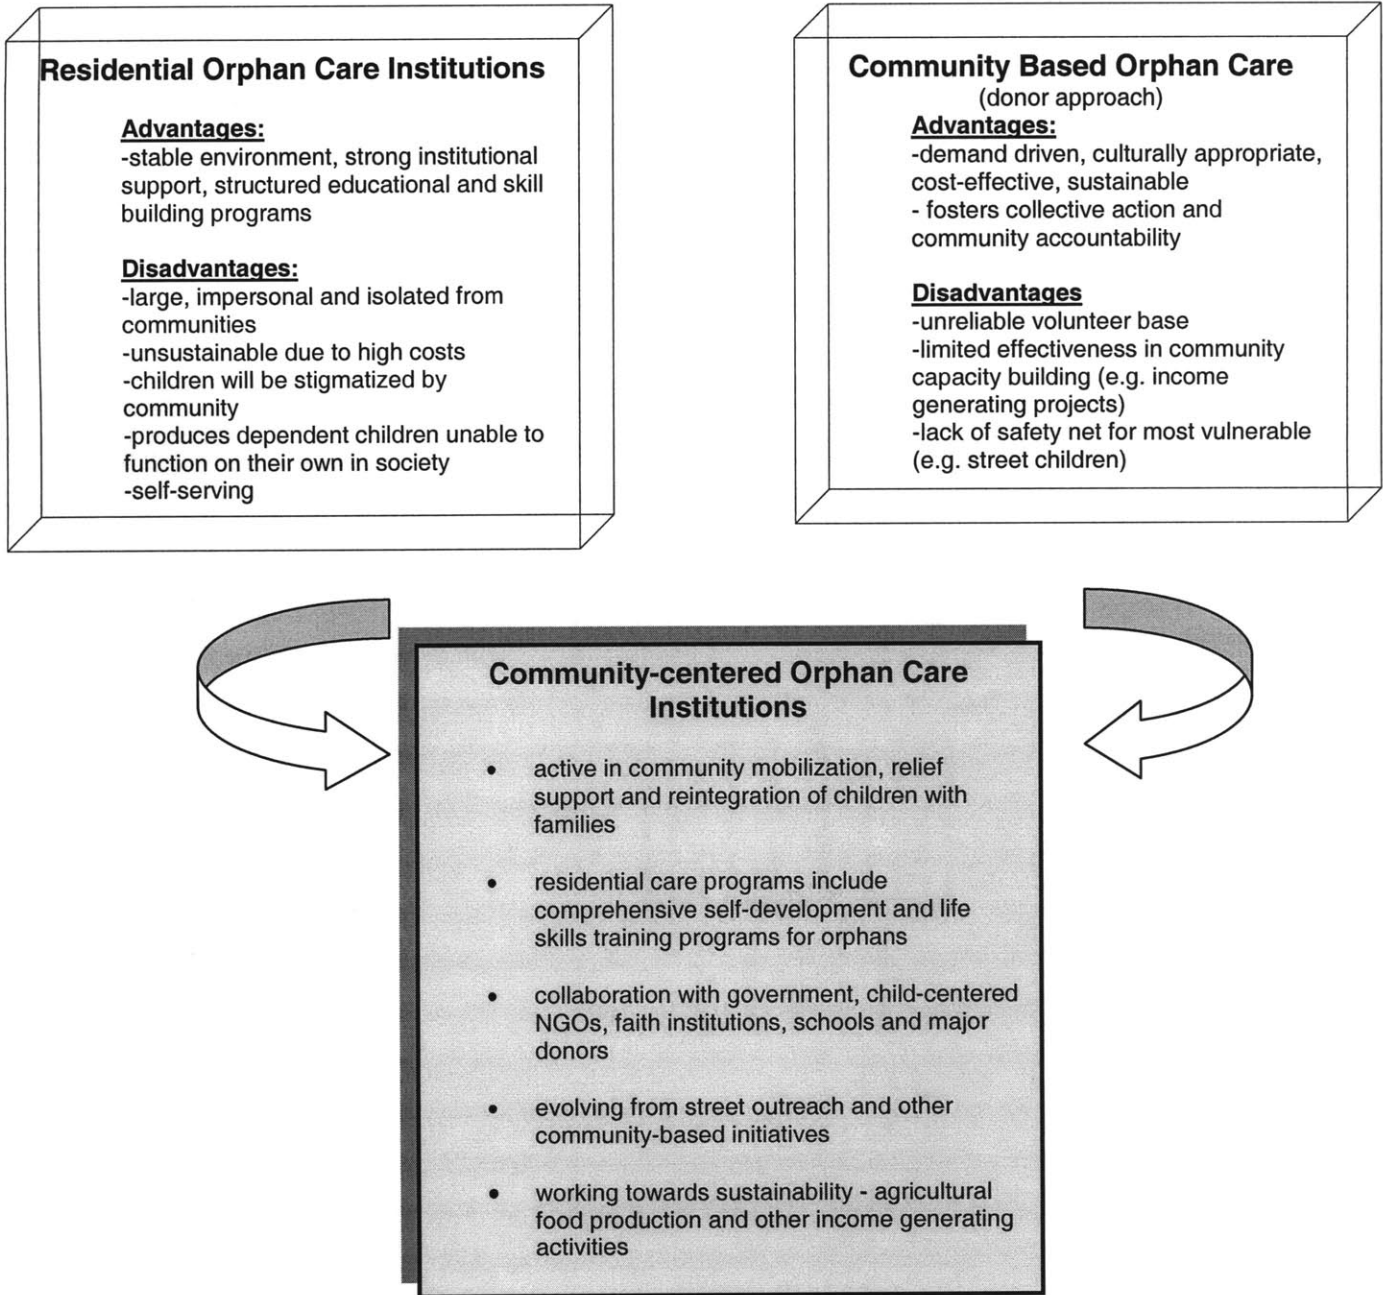 Residential Orphan Care Institutions
Advantages:
-stable environment, strong institutional
support, structured educational and skill
building programs
Disadvantages:
-large, impersonal and isolated from
communities
-unsustainable due to high costs
-children will be stigmatized by
community
-produces dependent children unable to
function on their own in society
-self-serving
Community Based Orphan Care
(donor approach)
Advantages:
-demand driven, culturally appropriate,
cost-effective, sustainable
- fosters collective action and
community accountability
Disadvantages
-unreliable volunteer base
-limited effectiveness in community
capacity building (e.g. income
generating projects)
-lack of safety net for most vulnerable
(e.g. street children)
Community-centered Orphan Care
Institutions
• active in community mobilization, relief
support and reintegration of children with
families
• residential care programs include
comprehensive self-development and life
skills training programs for orphans
• collaboration with government, child-centered
NGOs, faith institutions, schools and major
donors
• evolving from street outreach and other
community-based initiatives
• working towards sustainability - agricultural
food production and other income generating
activities